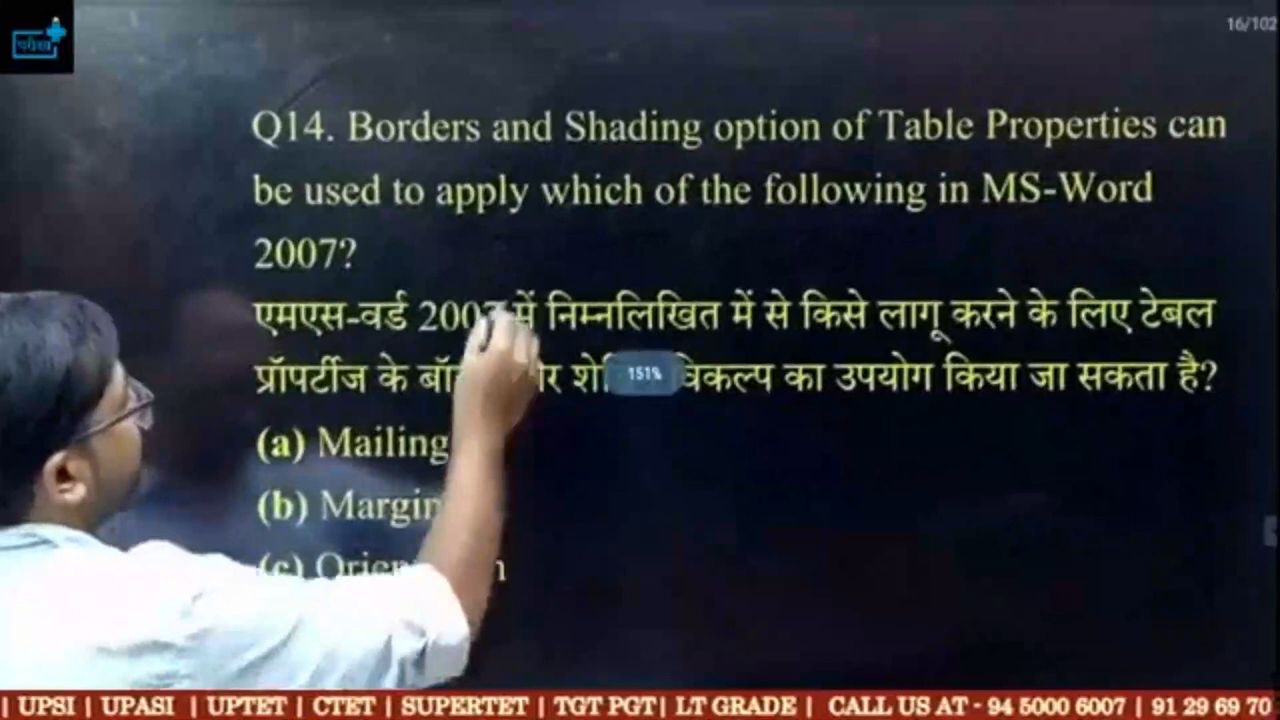 परीक्षा
16/102
Q14. Borders and Shading option of Table Properties can
be used to apply which of the following in MS-Word
2007?
एमएस-वर्ड 2007 में निम्नलिखित में से किसे लागू करने के लिए टेबल
प्रॉपर्टीज के विकल्प का उपयोग किया जा सकता है?
151%
(a) Mailing
(b) Margin
(c)
| UPSI | UPASI | UPTET | CTET | SUPERTET | TGT PGT | LT GRADE | CALL US AT - 94 5000 6007 | 91 29 69 70